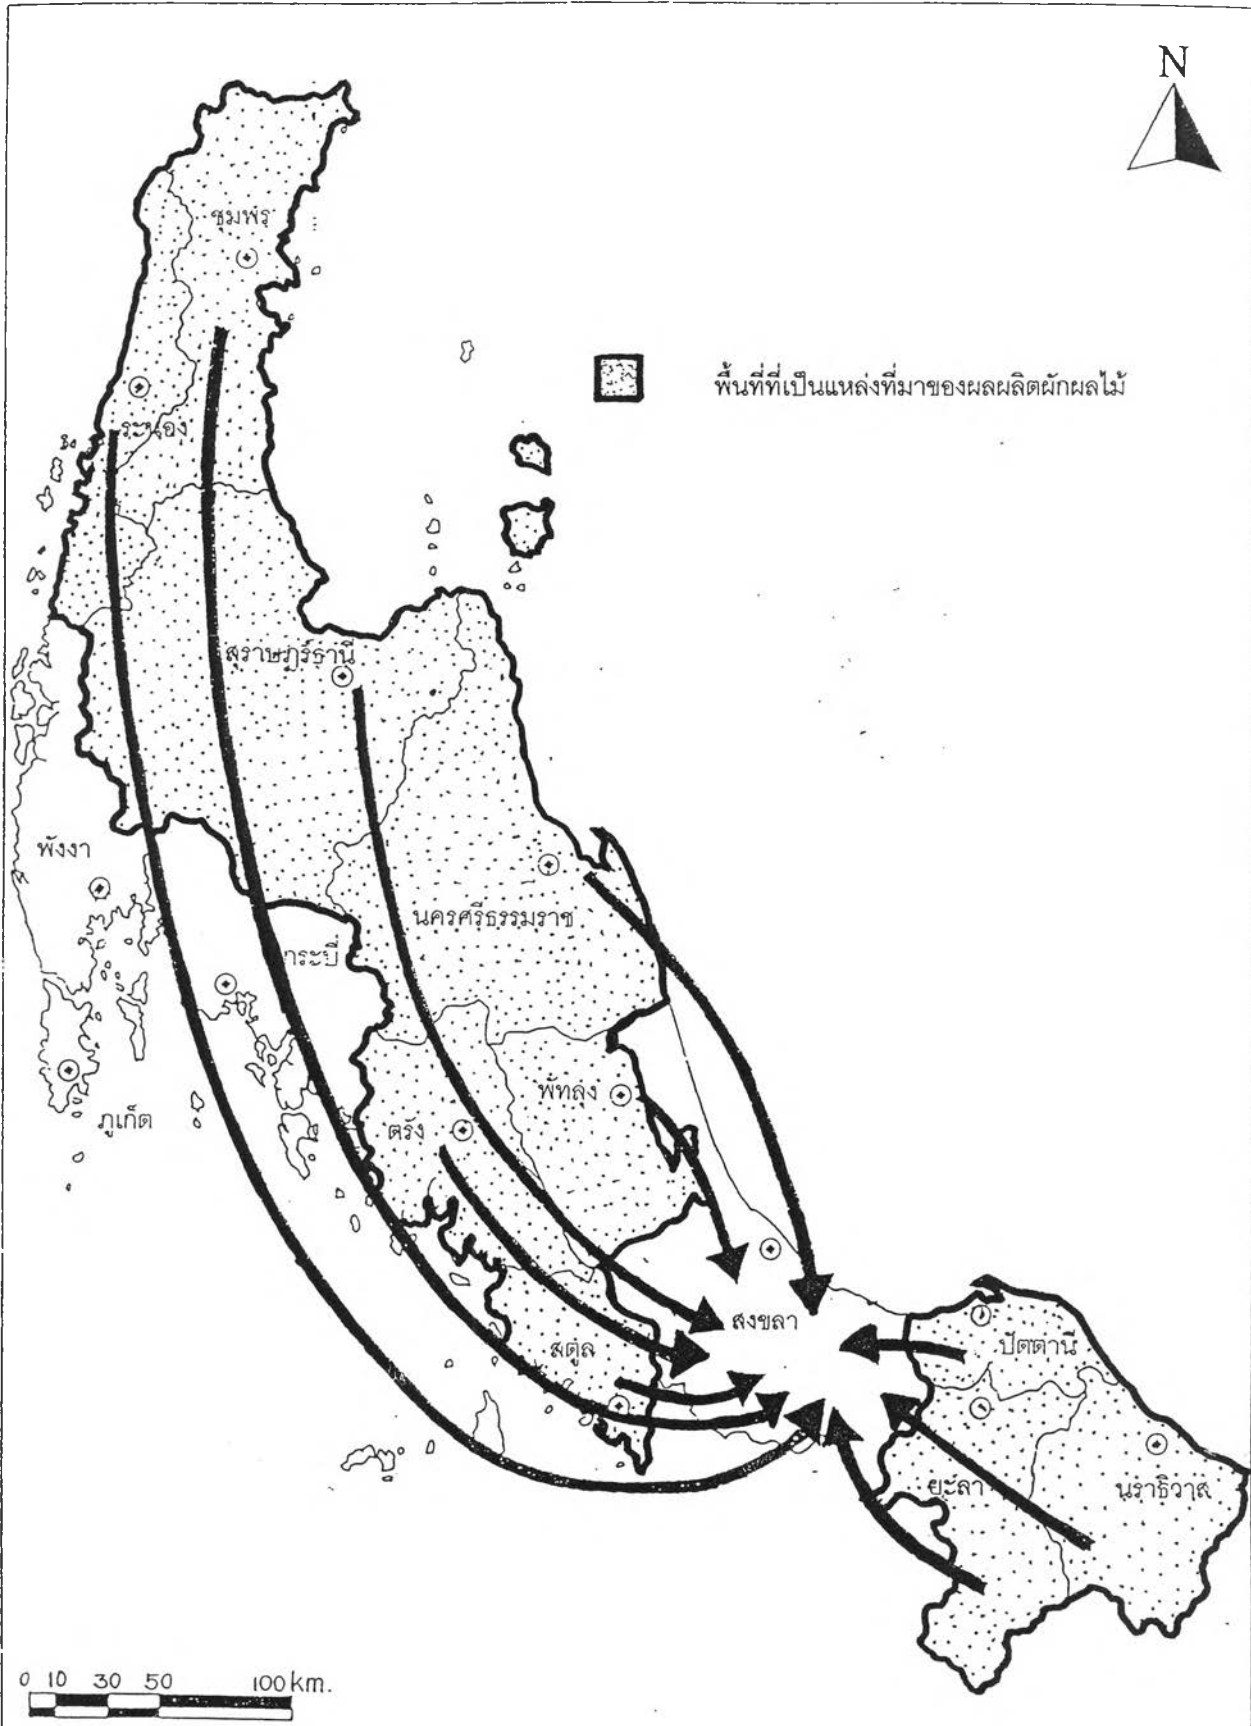 N
ชุมพร
พื้นที่ที่เป็นแหล่งที่มาของผลผลิตผักผลไม้
ระนอง
สุราษฎร์ธานี
พังงา
นครศรีธรรมราช
กระบี่
พัทลุง
ภูเก็ต
ตรัง
สงขลา
ปัตตานี
สตูล
ยะลา
นราธิวาส
0 10 30 50 100 km.